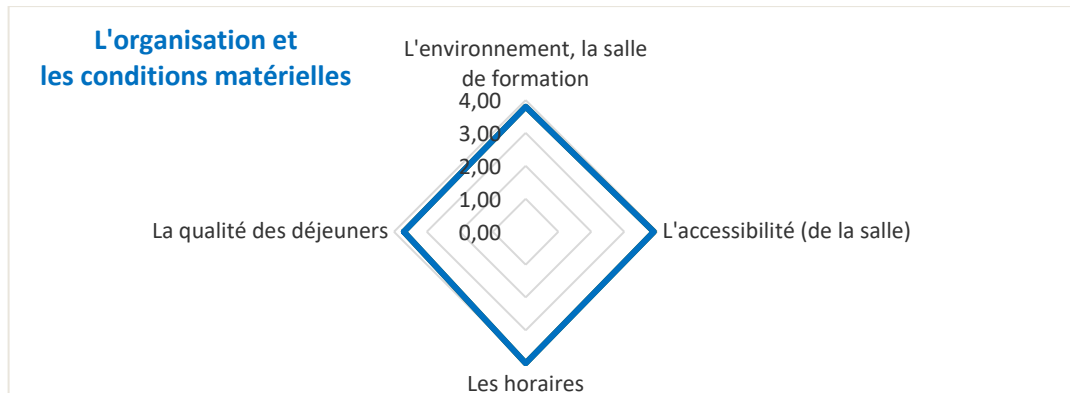 L'organisation et
les conditions matérielles
L'environnement, la salle
de formation
4,00
3,00
2,00
1,00
0,00
La qualité des déjeuners
L'accessibilité (de la salle)
Les horaires